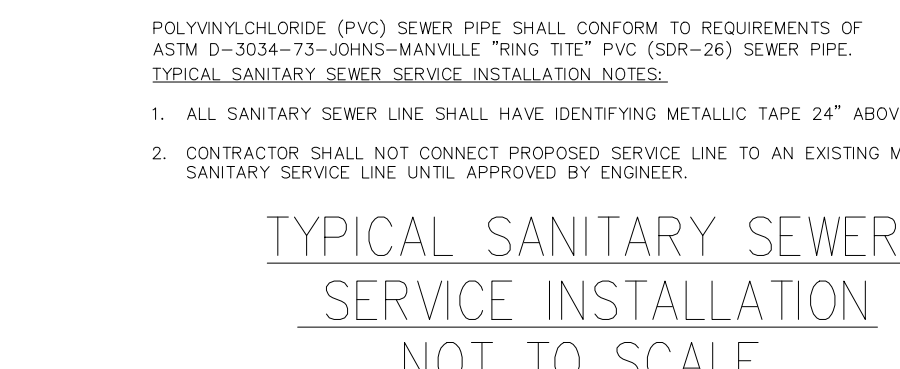 POLYVINYLCHLORIDE (PVC) SEWER PIPE SHALL CONFORM TO REQUIREMENTS OF
ASTM D-3034-73-JOHNS-MANVILLE "RING TITE" PVC (SDR-26) SEWER PIPE.
TYPICAL SANITARY SEWER SERVICE INSTALLATION NOTES:
1. ALL SANITARY SEWER LINE SHALL HAVE IDENTIFYING METALLIC TAPE 24" ABOV
2. CONTRACTOR SHALL NOT CONNECT PROPOSED SERVICE LINE TO AN EXISTING M
SANITARY SERVICE LINE UNTIL APPROVED BY ENGINEER.
TYPICAL SANITARY SEWER
SERVICE INSTALLATION
NOT TO SCALE